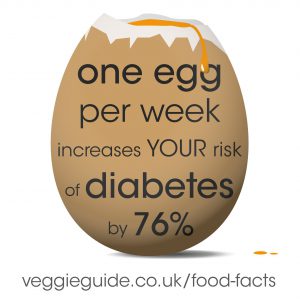 one egg
per week
increases YOUR risk
of diabetes
by 76%
veggieguide.co.uk/food-facts